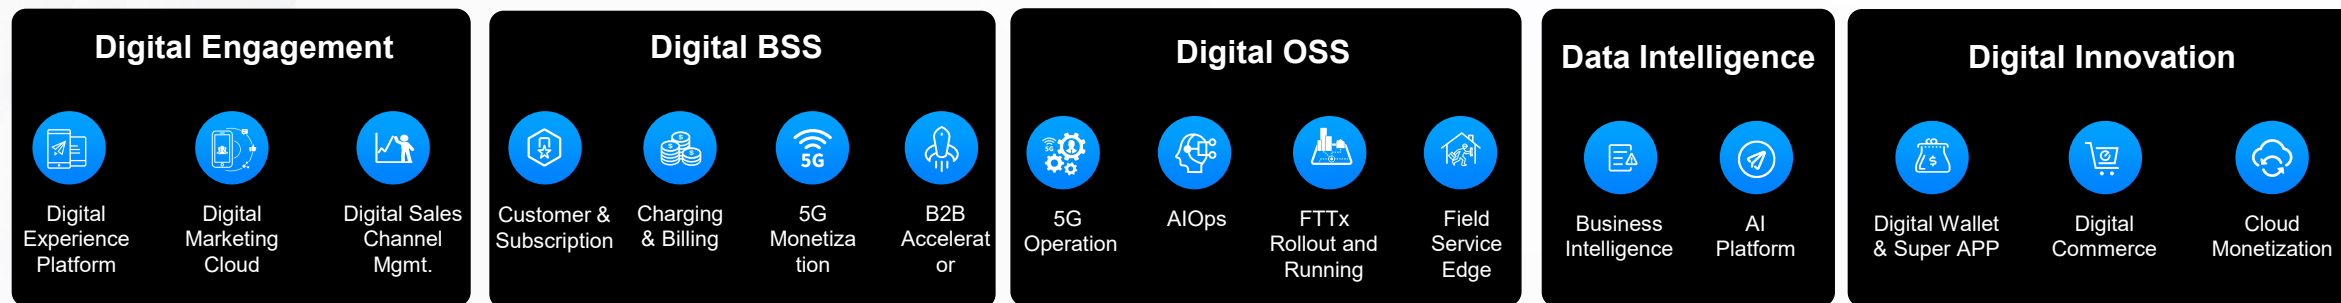 Digital Engagement
Digital
Experience
Platform
Digital
Marketing
Cloud
Digital Sales
Channel
Mgmt.
Digital BSS
Customer &
Subscription
Charging
& Billing
5G
5G
Monetiza
tion
B2B
Accelerat
or
Digital OSS
5G
5G
Operation
AIOps
FTTx
Rollout and
Running
Field
Service
Edge
Data Intelligence
Business
Intelligence
AI
Platform
Digital Innovation
Digital Wallet
& Super APP
Digital
Commerce
Cloud
Monetization